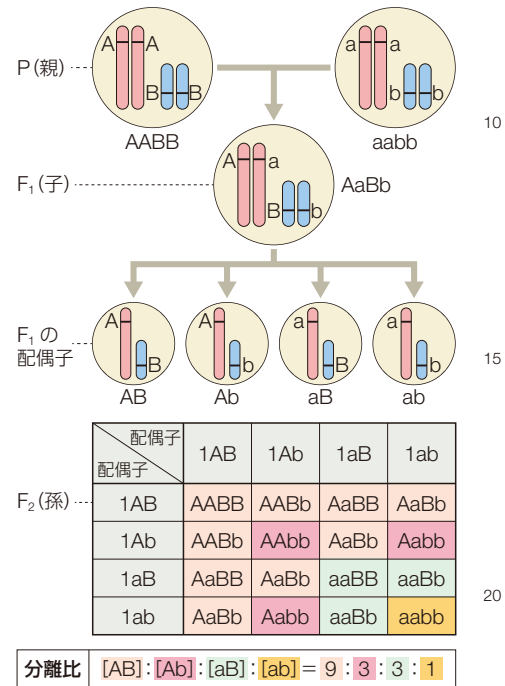 A A
B B
a a
b b
P(親)
10
AABB
aabb
A a
B b
F₁(子)
AaBb
A
B
A
b
a
B
a
b
F₁の
配偶子
15
AB Ab aB ab
配偶子
配偶子
1AB 1Ab 1aB 1ab
F₂(孫)
1AB AABB AABb AaBB AaBb
1Ab AABb AAbb AaBb Aabb
1aB AaBB AaBb aaBB aaBb
20
1ab AaBb Aabb aaBb aabb
分離比 [AB]:[Ab]:[aB]:[ab]=9:3:3:1